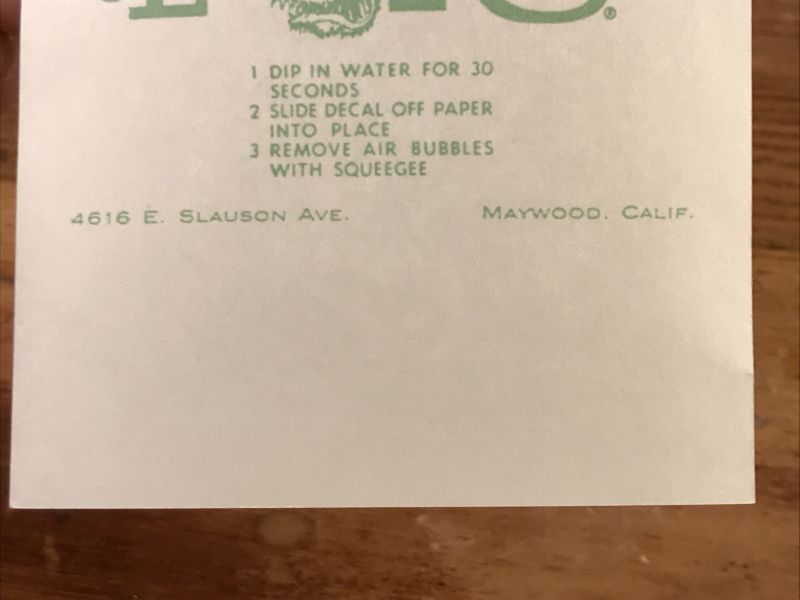 ®
1 DIP IN WATER FOR 30
SECONDS
2 SLIDE DECAL OFF PAPER
INTO PLACE
3 REMOVE AIR BUBBLES
WITH SQUEEGEE
4616 E. SLAUSON AVE. MAYWOOD, CALIF.